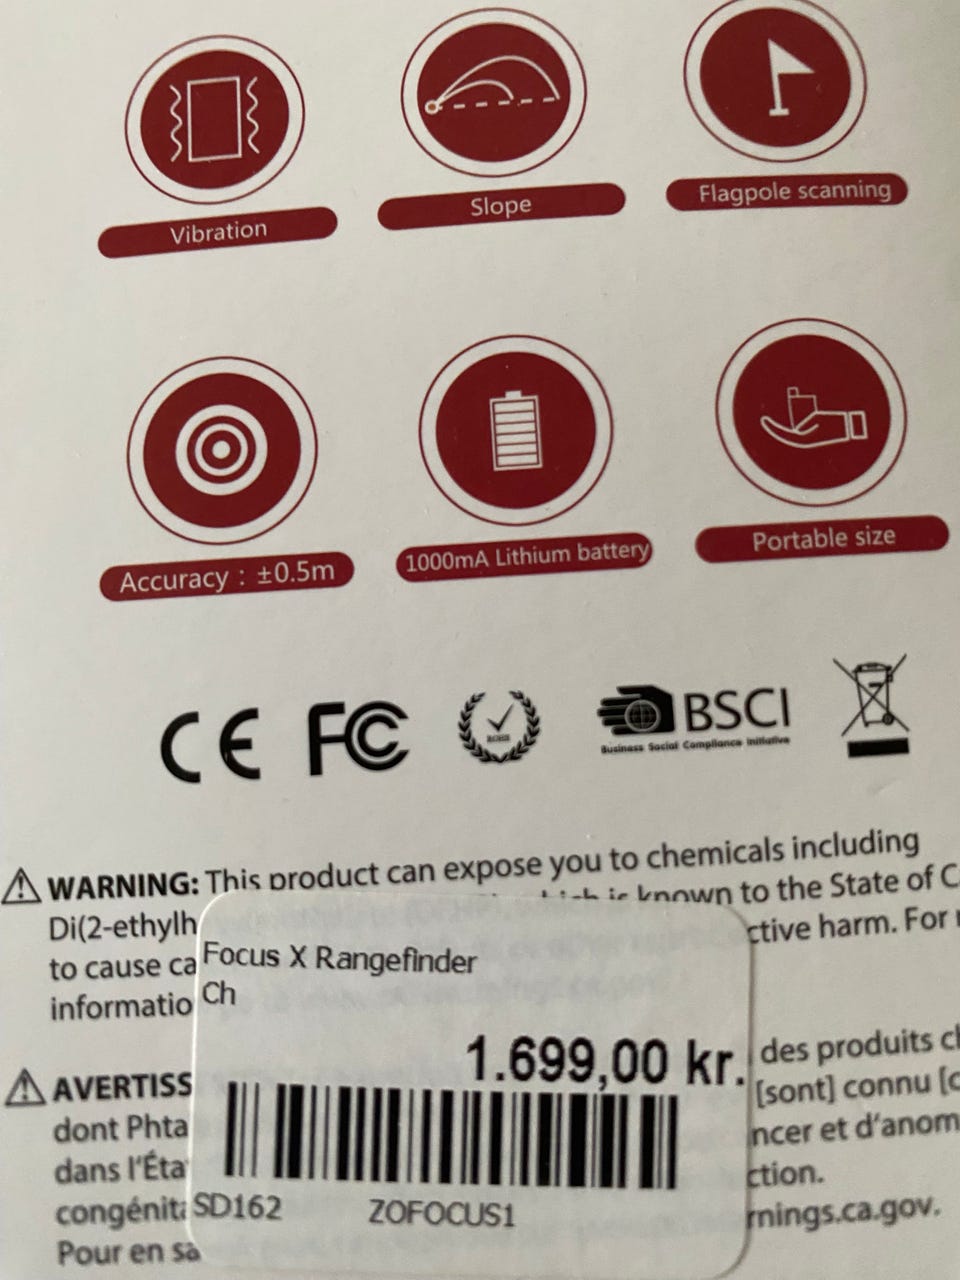 Vibration
Slope
Flagpole scanning
Accuracy : ±0.5m
1000mA Lithium battery
Portable size
CE FC ROHS BSCI
Business Social Compliance Initiative
WARNING: This product can expose you to chemicals including
Di(2-ethylh which is known to the State of C
to cause ca ctive harm. For
informatio
Focus X Rangefinder
Ch
1.699,00 kr.
SD162 ZOFOCUS1
AVERTISS des produits
dont Phta [sont] connu
dans l'Éta ncer et d'anom
congénita ction.
Pour en sa rnings.ca.gov.